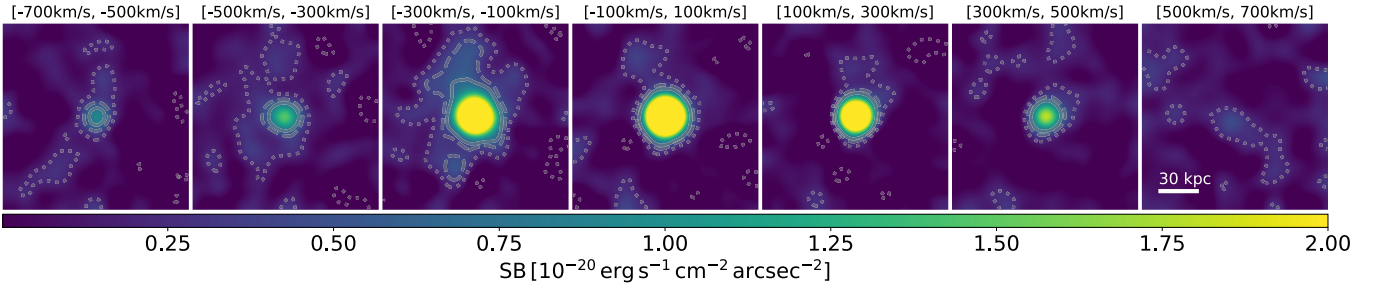 [-700km/s, -500km/s] [-500km/s, -300km/s] [-300km/s, -100km/s] [-100km/s, 100km/s] [100km/s, 300km/s] [300km/s, 500km/s] [500km/s, 700km/s]
30 kpc
0.25 0.50 0.75 1.00 1.25 1.50 1.75 2.00
SB [10⁻²⁰ erg s⁻¹ cm⁻² arcsec⁻²]